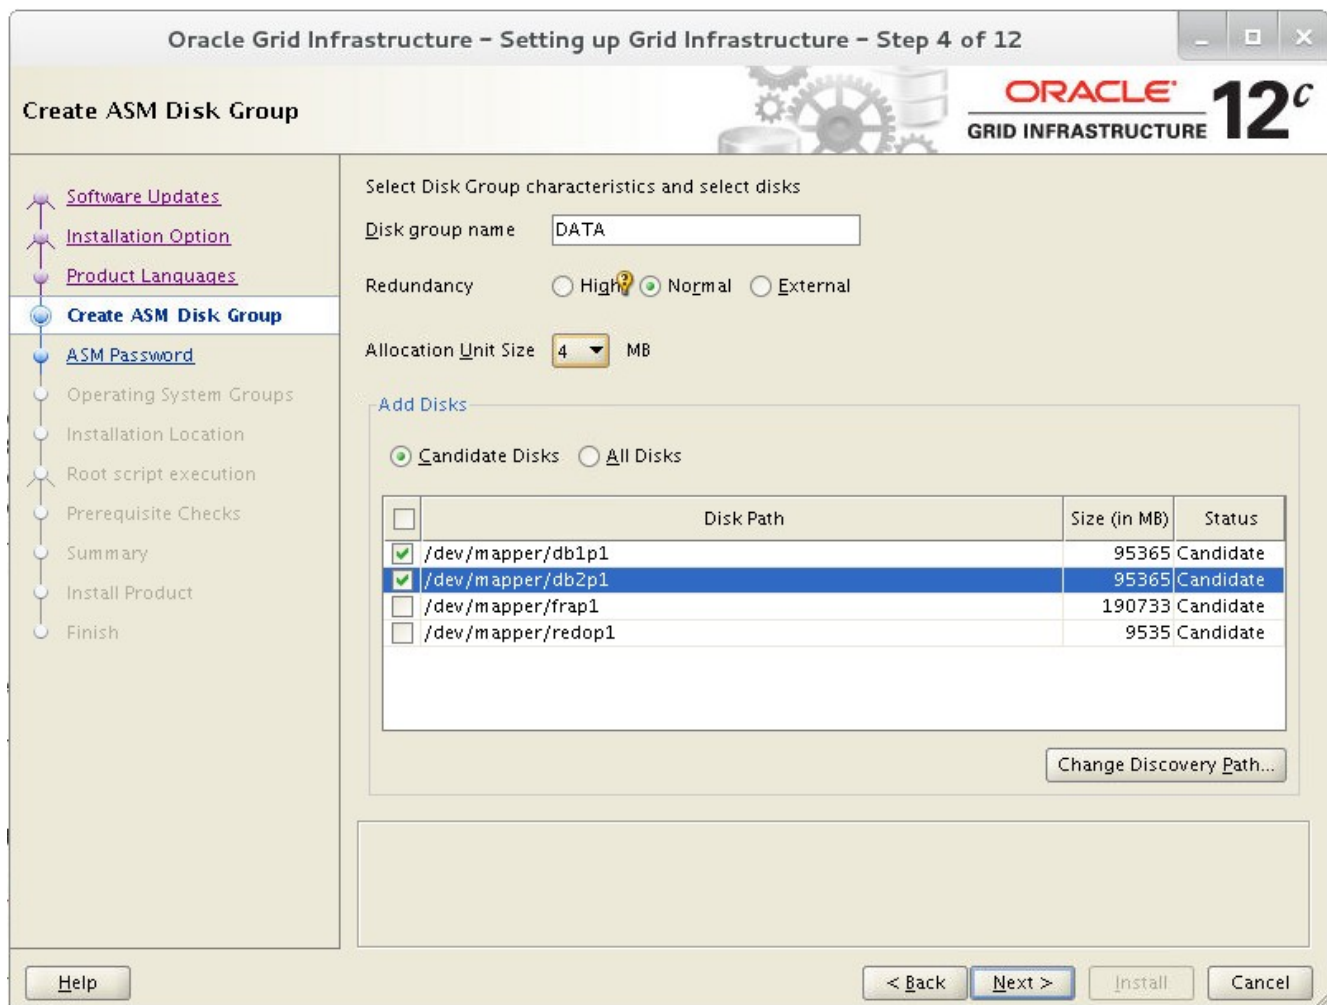 Oracle Grid Infrastructure - Setting up Grid Infrastructure - Step 4 of 12
Create ASM Disk Group
ORACLE
GRID INFRASTRUCTURE
12c
Software Updates
Installation Option
Product Languages
Create ASM Disk Group
ASM Password
Operating System Groups
Installation Location
Root script execution
Prerequisite Checks
Summary
Install Product
Finish
Select Disk Group characteristics and select disks
Disk group name DATA
Redundancy High Normal External
Allocation Unit Size 4 MB
Add Disks
Candidate Disks All Disks
Disk Path Size (in MB) Status
/dev/mapper/db1p1 95365 Candidate
/dev/mapper/db2p1 95365 Candidate
/dev/mapper/frap1 190733 Candidate
/dev/mapper/redop1 9535 Candidate
Change Discovery Path...
Help < Back Next > Install Cancel